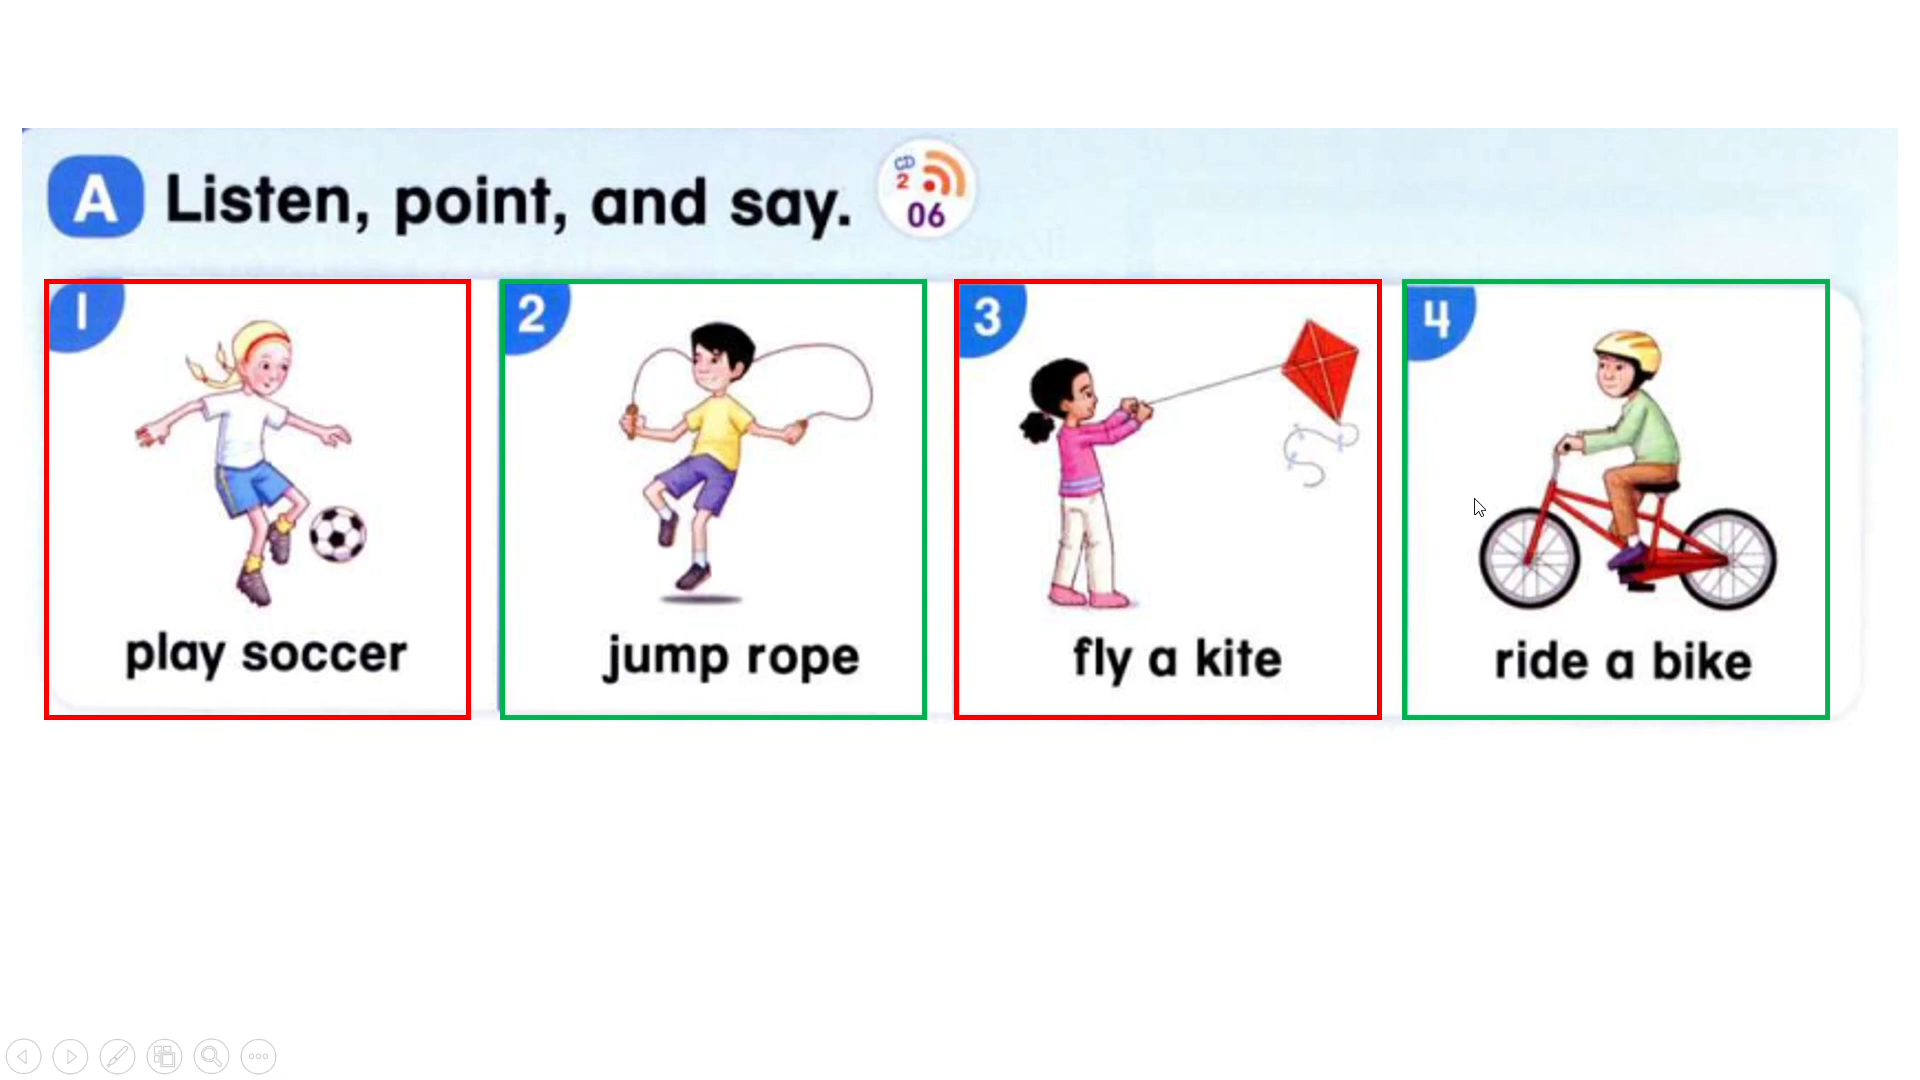 A Listen, point, and say. CD 2 06
1
2
3
4
play soccer
jump rope
fly a kite
ride a bike